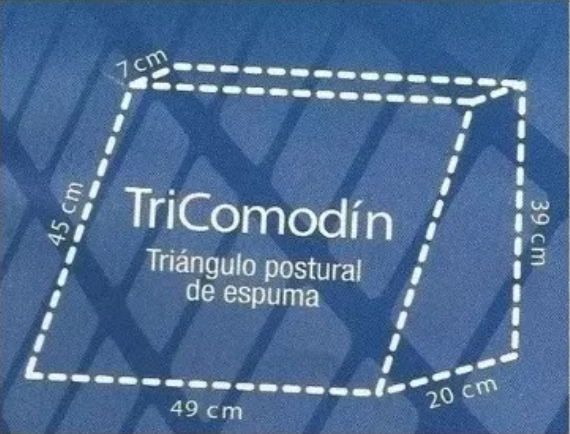 7 cm
45 cm
TriComodín
Triángulo postural
de espuma
39 cm
49 cm
20 cm